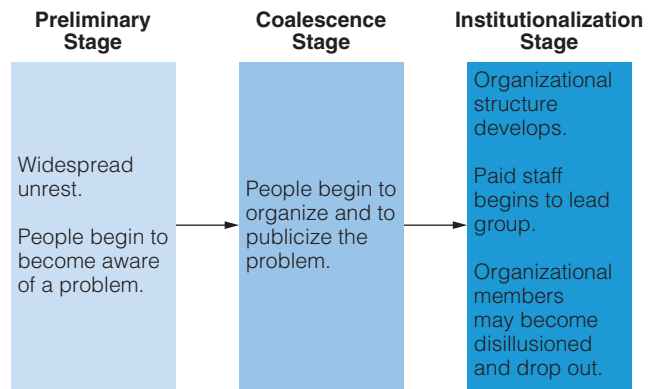 Preliminary
Stage
Coalescence
Stage
Institutionalization
Stage
Widespread
unrest.
People begin to
become aware
of a problem.
People begin to
organize and to
publicize the
problem.
Organizational
structure
develops.
Paid staff
begins to lead
group.
Organizational
members
may become
disillusioned
and drop out.